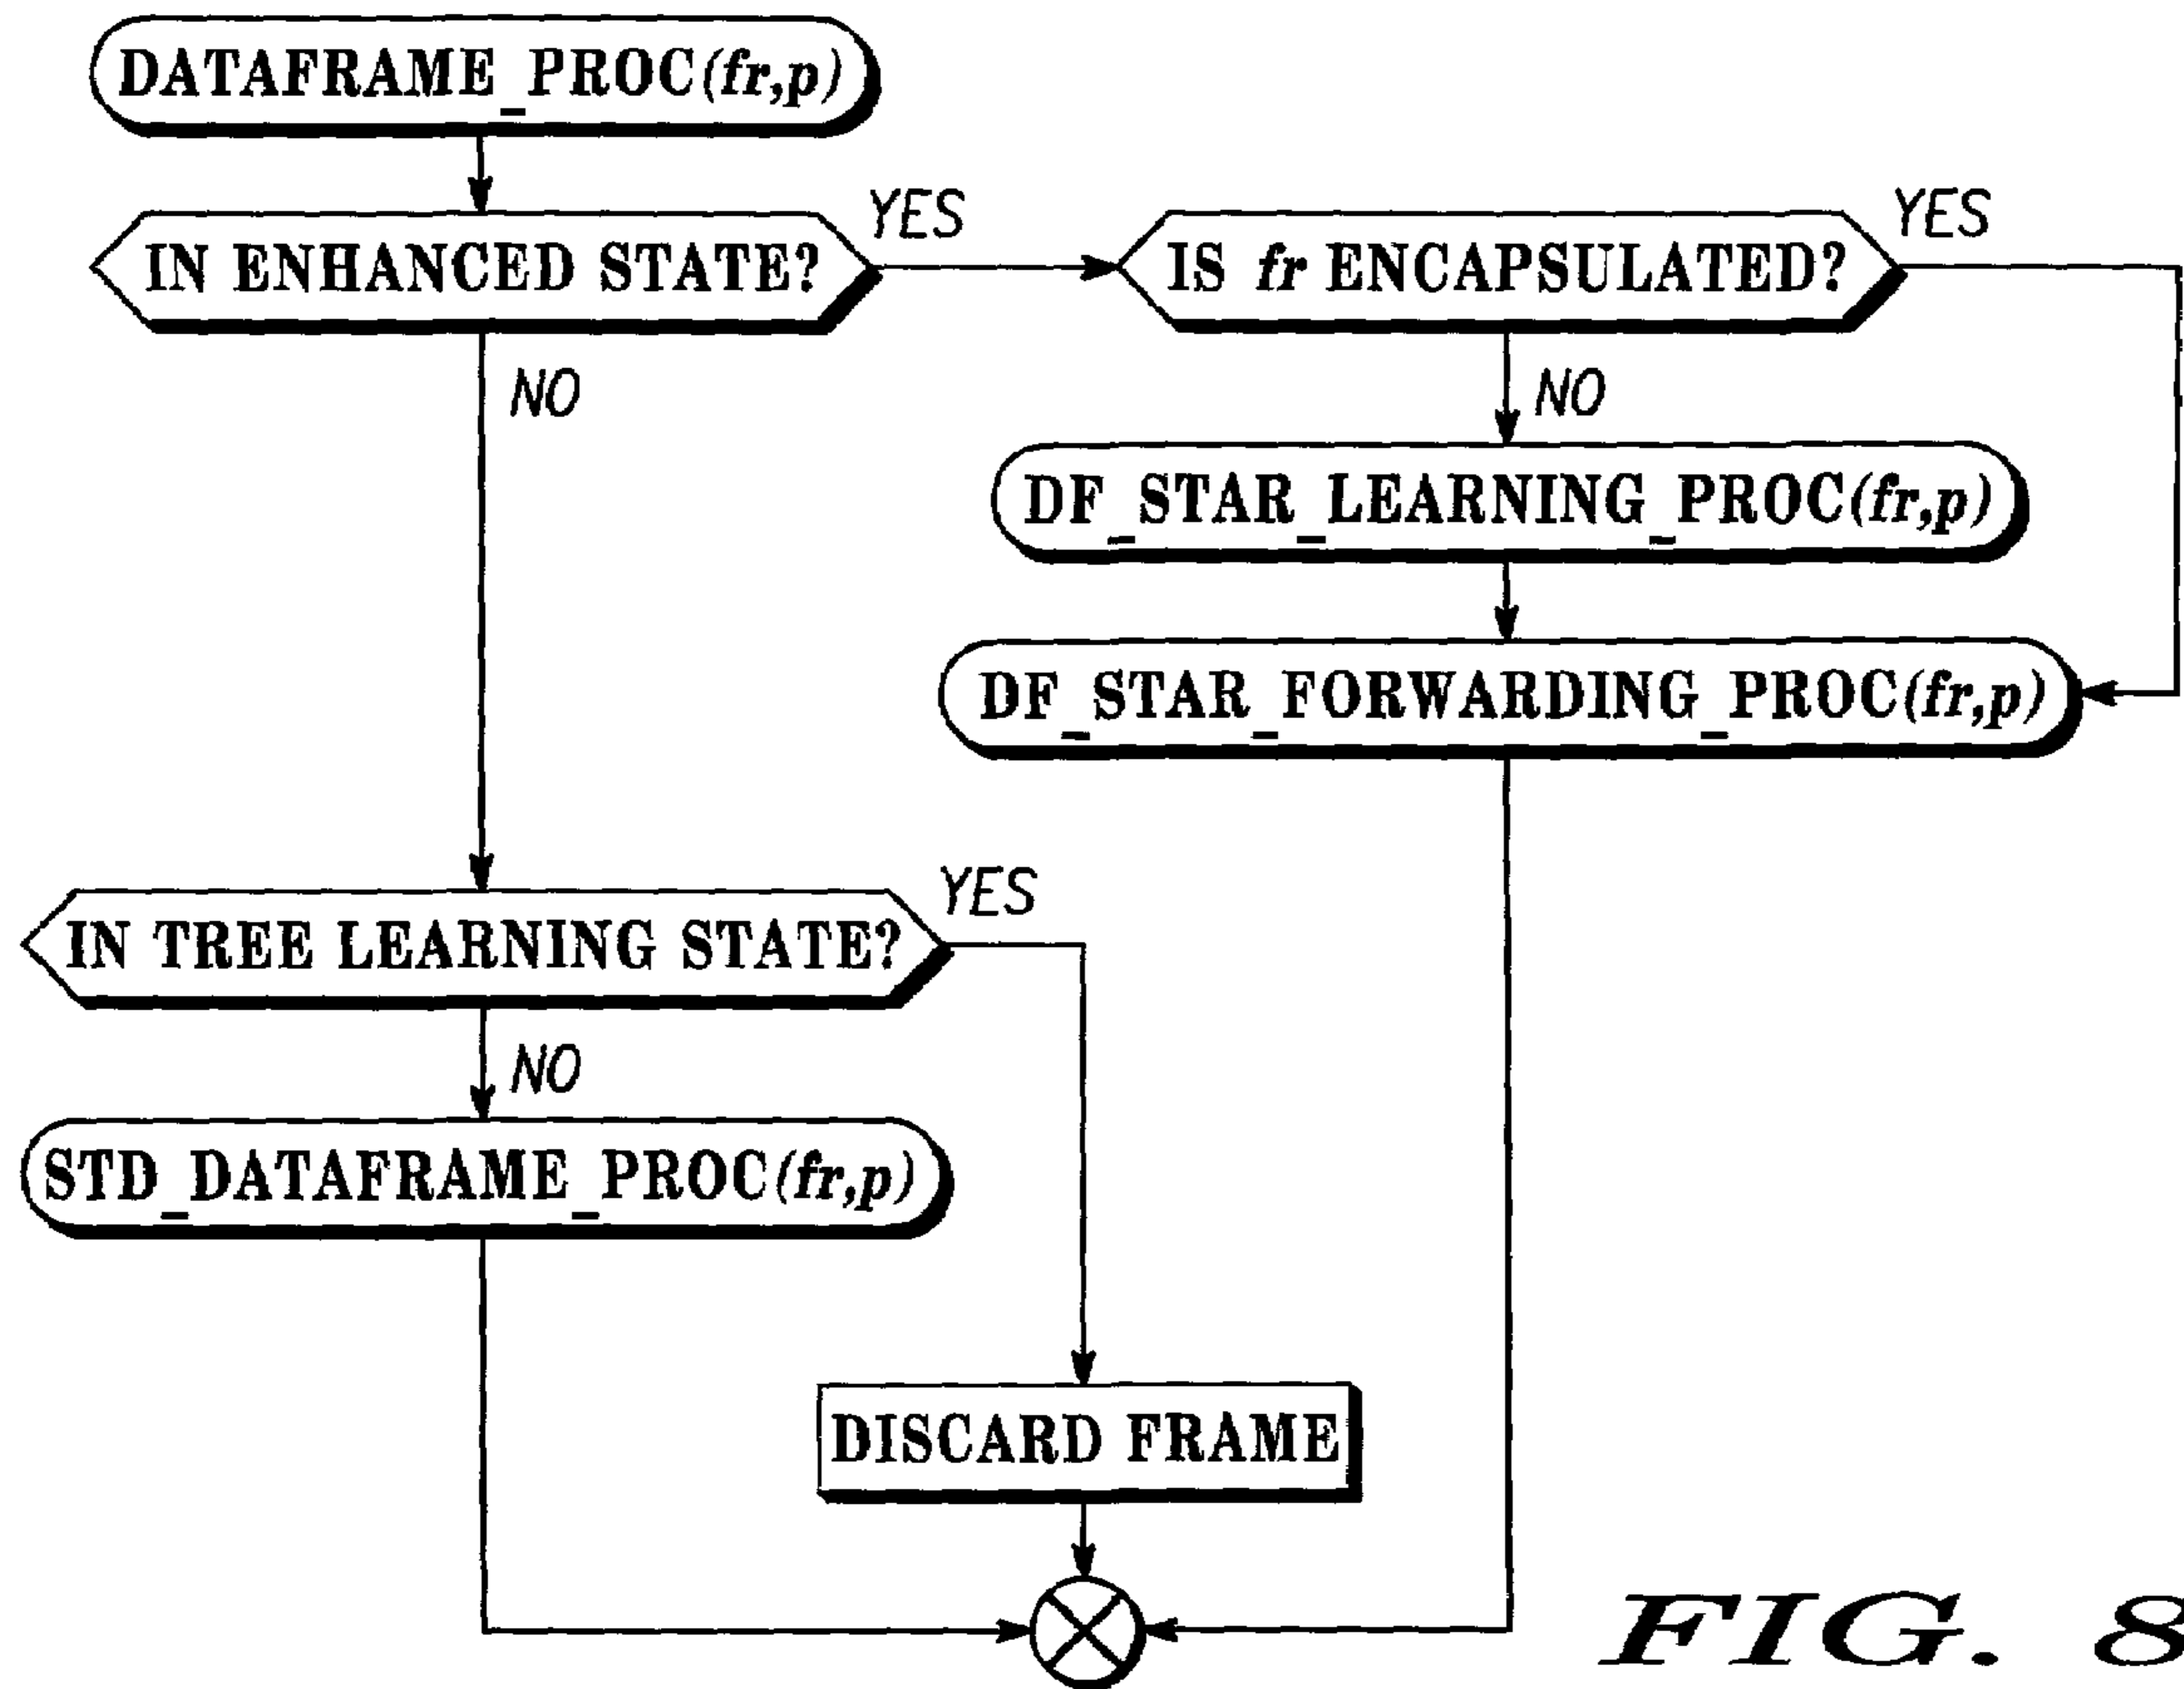 DATAFRAME_PROC(fr,p)
IN ENHANCED STATE?
YES
IS fr ENCAPSULATED?
YES
NO
NO
DF_STAR_LEARNING_PROC(fr,p)
DF_STAR_FORWARDING_PROC(fr,p)
IN TREE LEARNING STATE?
YES
NO
STD_DATAFRAME_PROC(fr,p)
DISCARD FRAME
FIG. 8